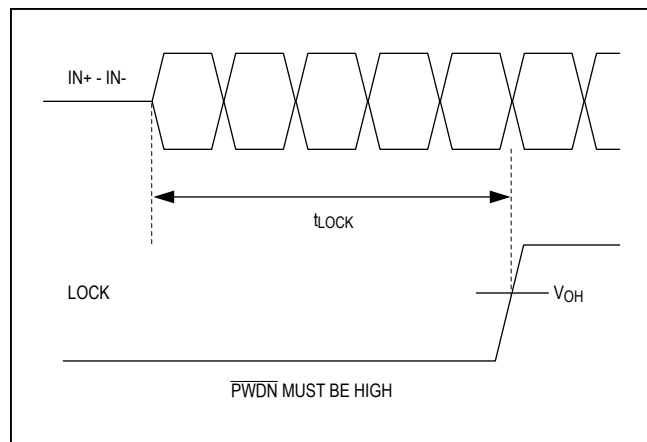 IN+ - IN-
tLOCK
LOCK
VOH
PWDN MUST BE HIGH